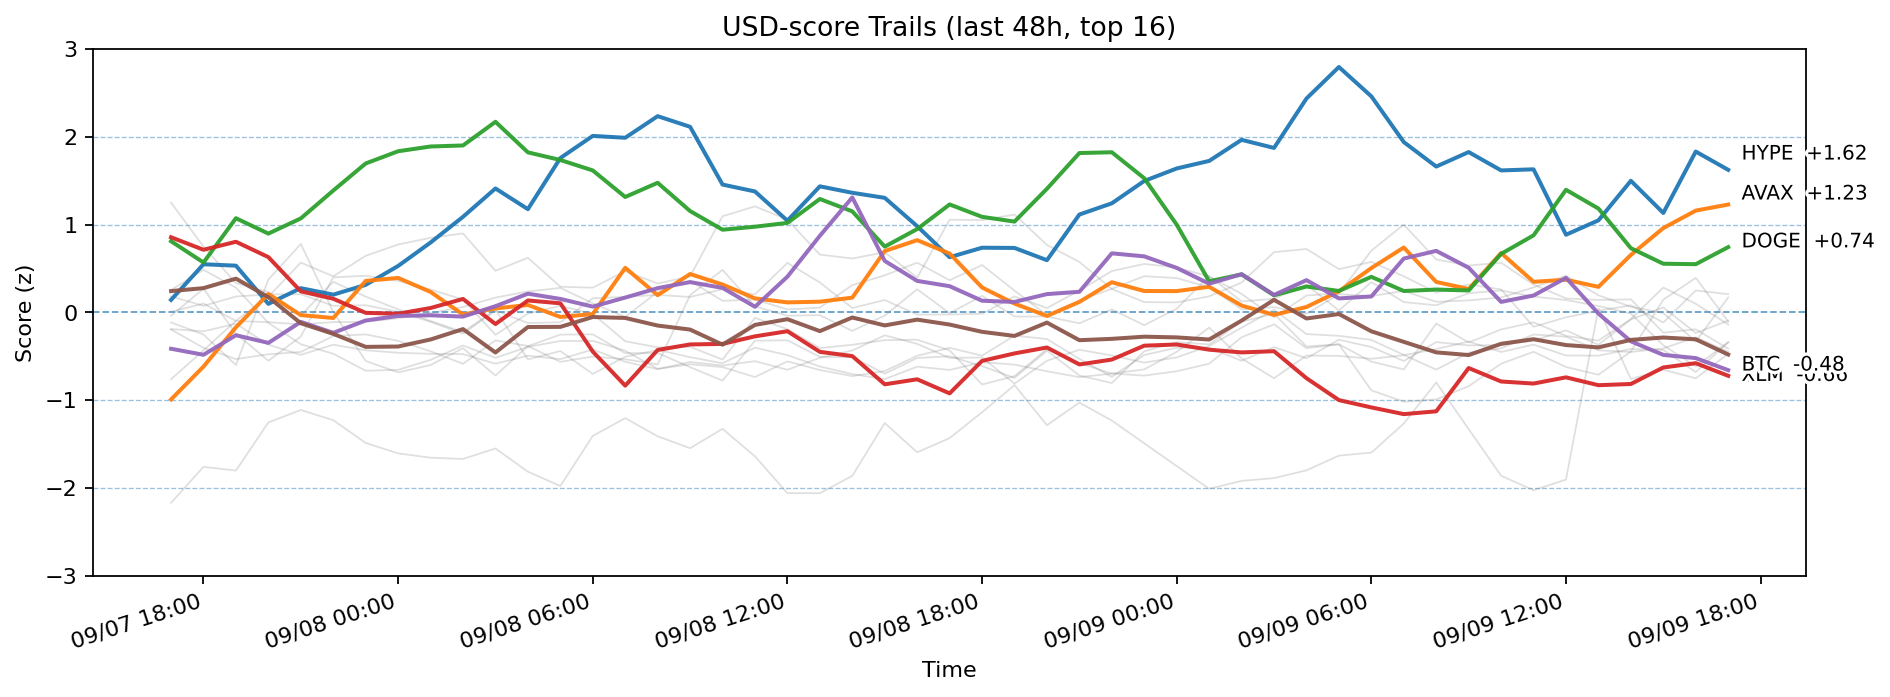 USD-score Trails (last 48h, top 16)
Score (z)
3
2
1
0
−1
−2
−3
HYPE +1.62
AVAX +1.23
DOGE +0.74
BTC -0.48
XLM -0.66
09/07 18:00
09/08 00:00
09/08 06:00
09/08 12:00
09/08 18:00
09/09 00:00
09/09 06:00
09/09 12:00
09/09 18:00
Time